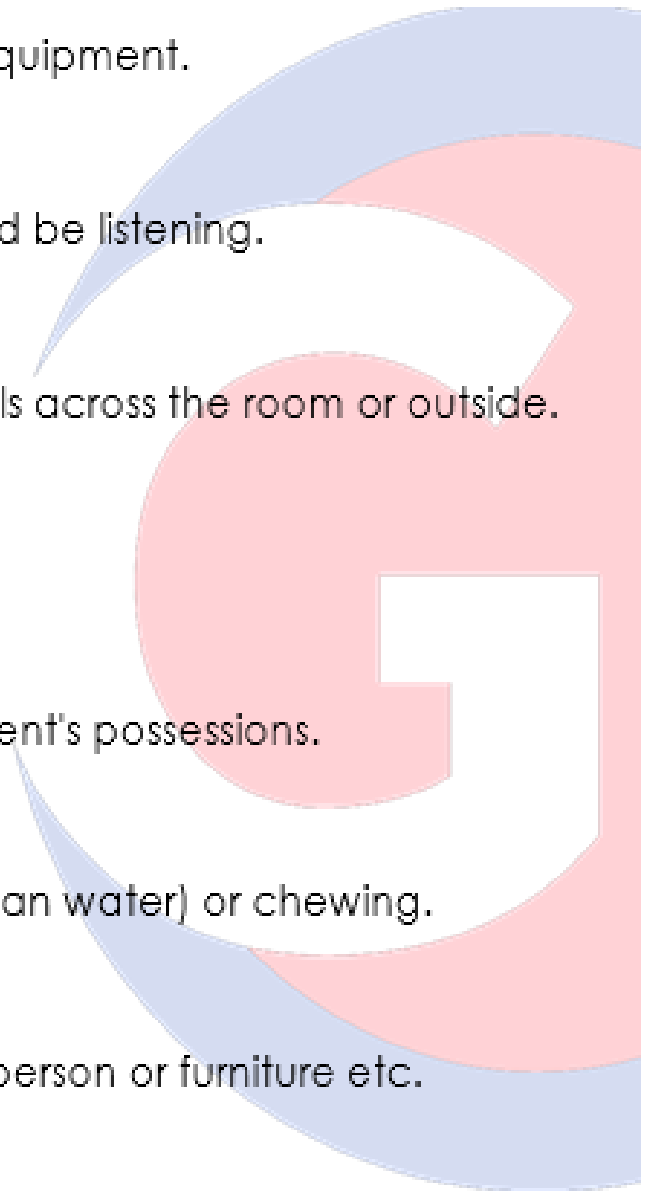 quipment.
d be listening.
ls across the room or outside.
ent's possessions.
an water) or chewing.
person or furniture etc.
G